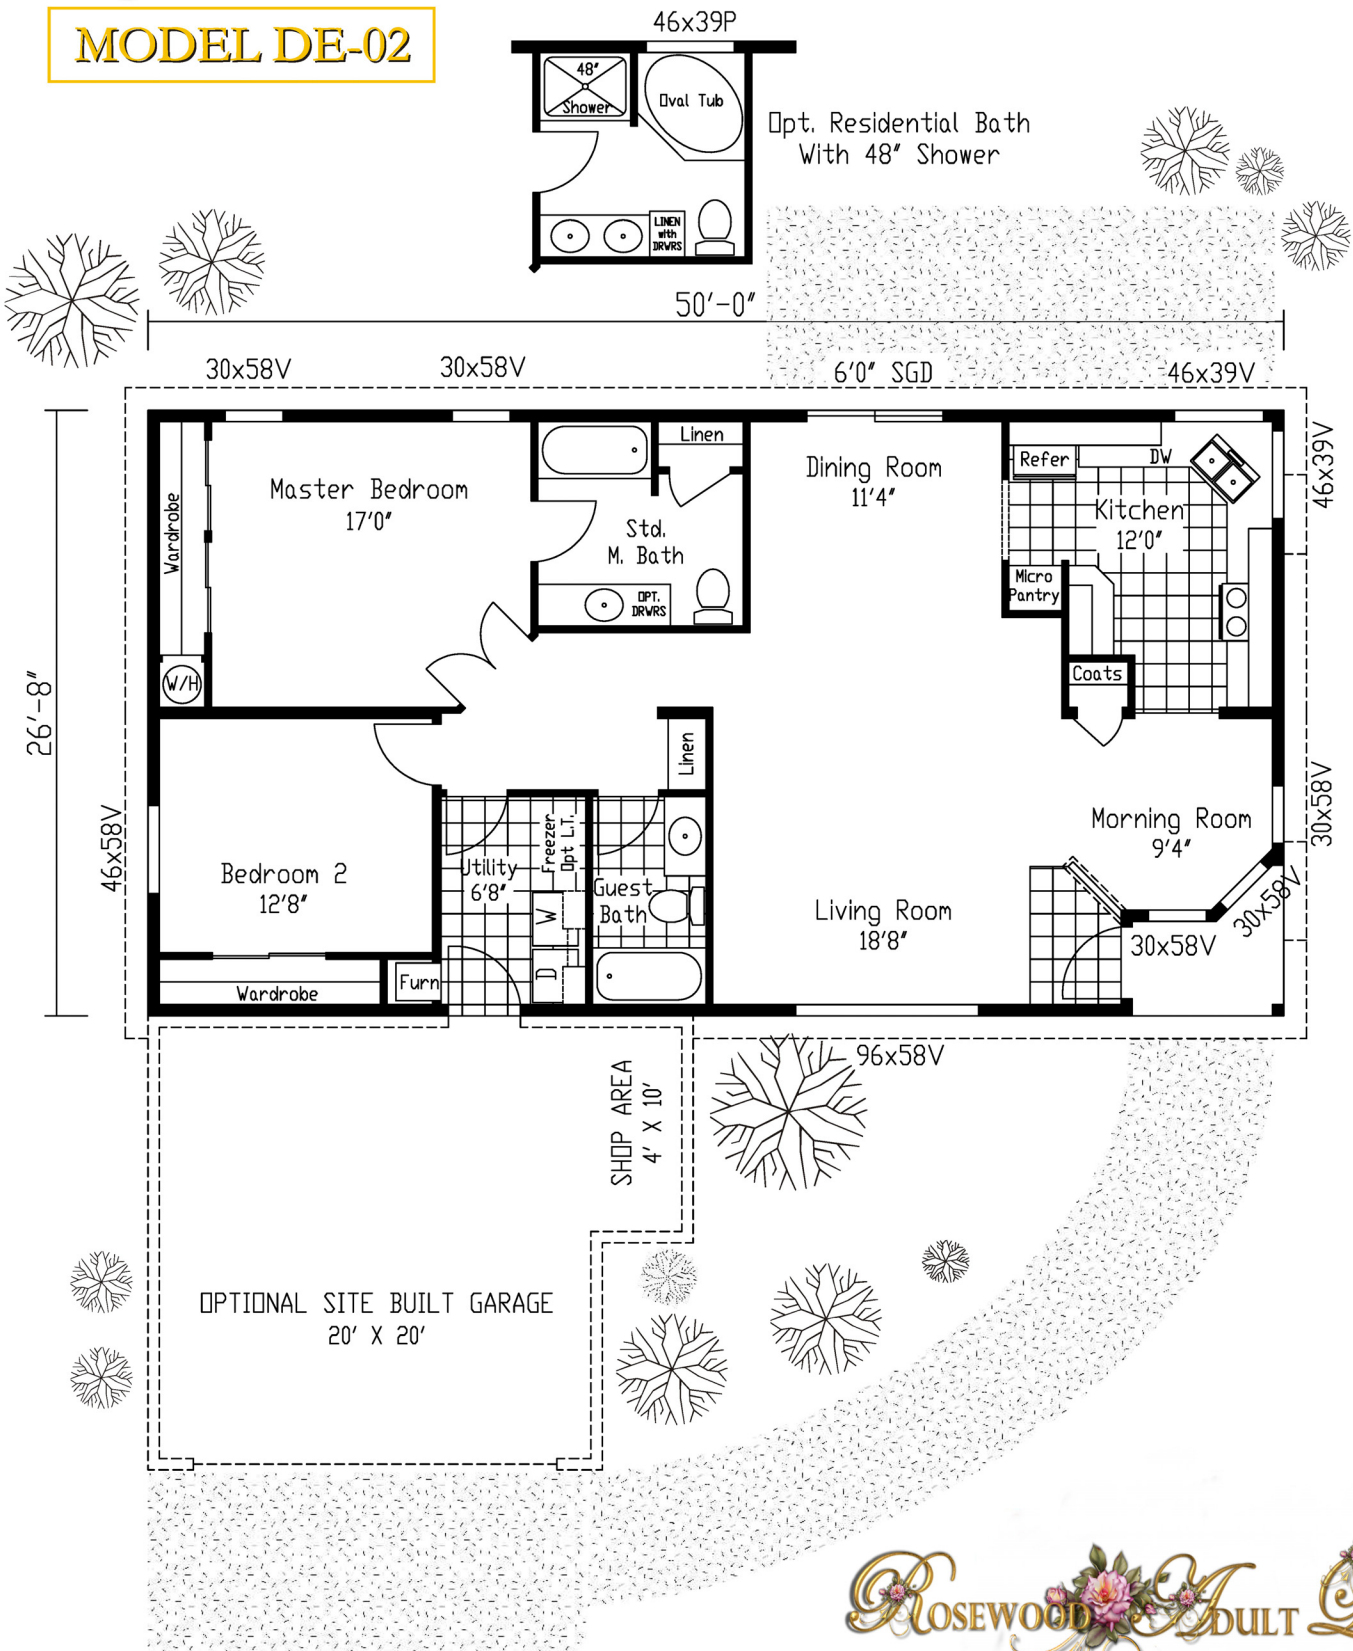 MODEL DE-02
46x39P
48"
Shower
Oval Tub
Opt. Residential Bath
With 48" Shower
LINEN
with
DRWRS
50'-0"
30x58V
30x58V
6'0" SGD
46x39V
46x39V
Linen
Dining Room
11'4"
Refer
DW
Master Bedroom
17'0"
Wardrobe
Kitchen
12'0"
Std.
M. Bath
Micro
Pantry
OPT.
DRWRS
W/H
Coats
26'-8"
Linen
46x58V
30x58V
Morning Room
9'4"
Freezer
Opt L.T.
Utility
6'8"
Bedroom 2
12'8"
Guest
Bath
W
Living Room
18'8"
30x58V
30x58V
D
Furn
Wardrobe
96x58V
SHOP AREA
4' X 10'
OPTIONAL SITE BUILT GARAGE
20' X 20'
ROSEWOOD ADULT